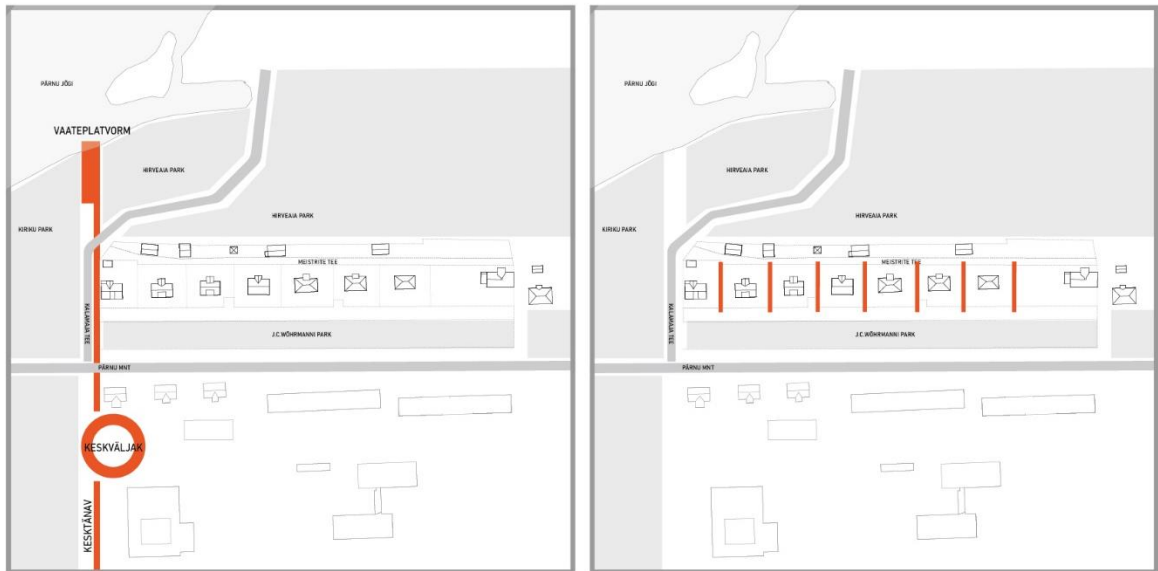 PÄRNU JÕGI
VAATEPLATVORM
HIRVEAIA PARK
HIRVEAIA PARK
KIRIKU PARK
MEISTRITE TEE
KALAMAJA TEE
J.C.WÖHRMANNI PARK
PÄRNU MNT
KESKVÄLJAK
KESKTÄNAV
PÄRNU JÕGI
HIRVEAIA PARK
HIRVEAIA PARK
KIRIKU PARK
MEISTRITE TEE
KALAMAJA TEE
J.C.WÖHRMANNI PARK
PÄRNU MNT